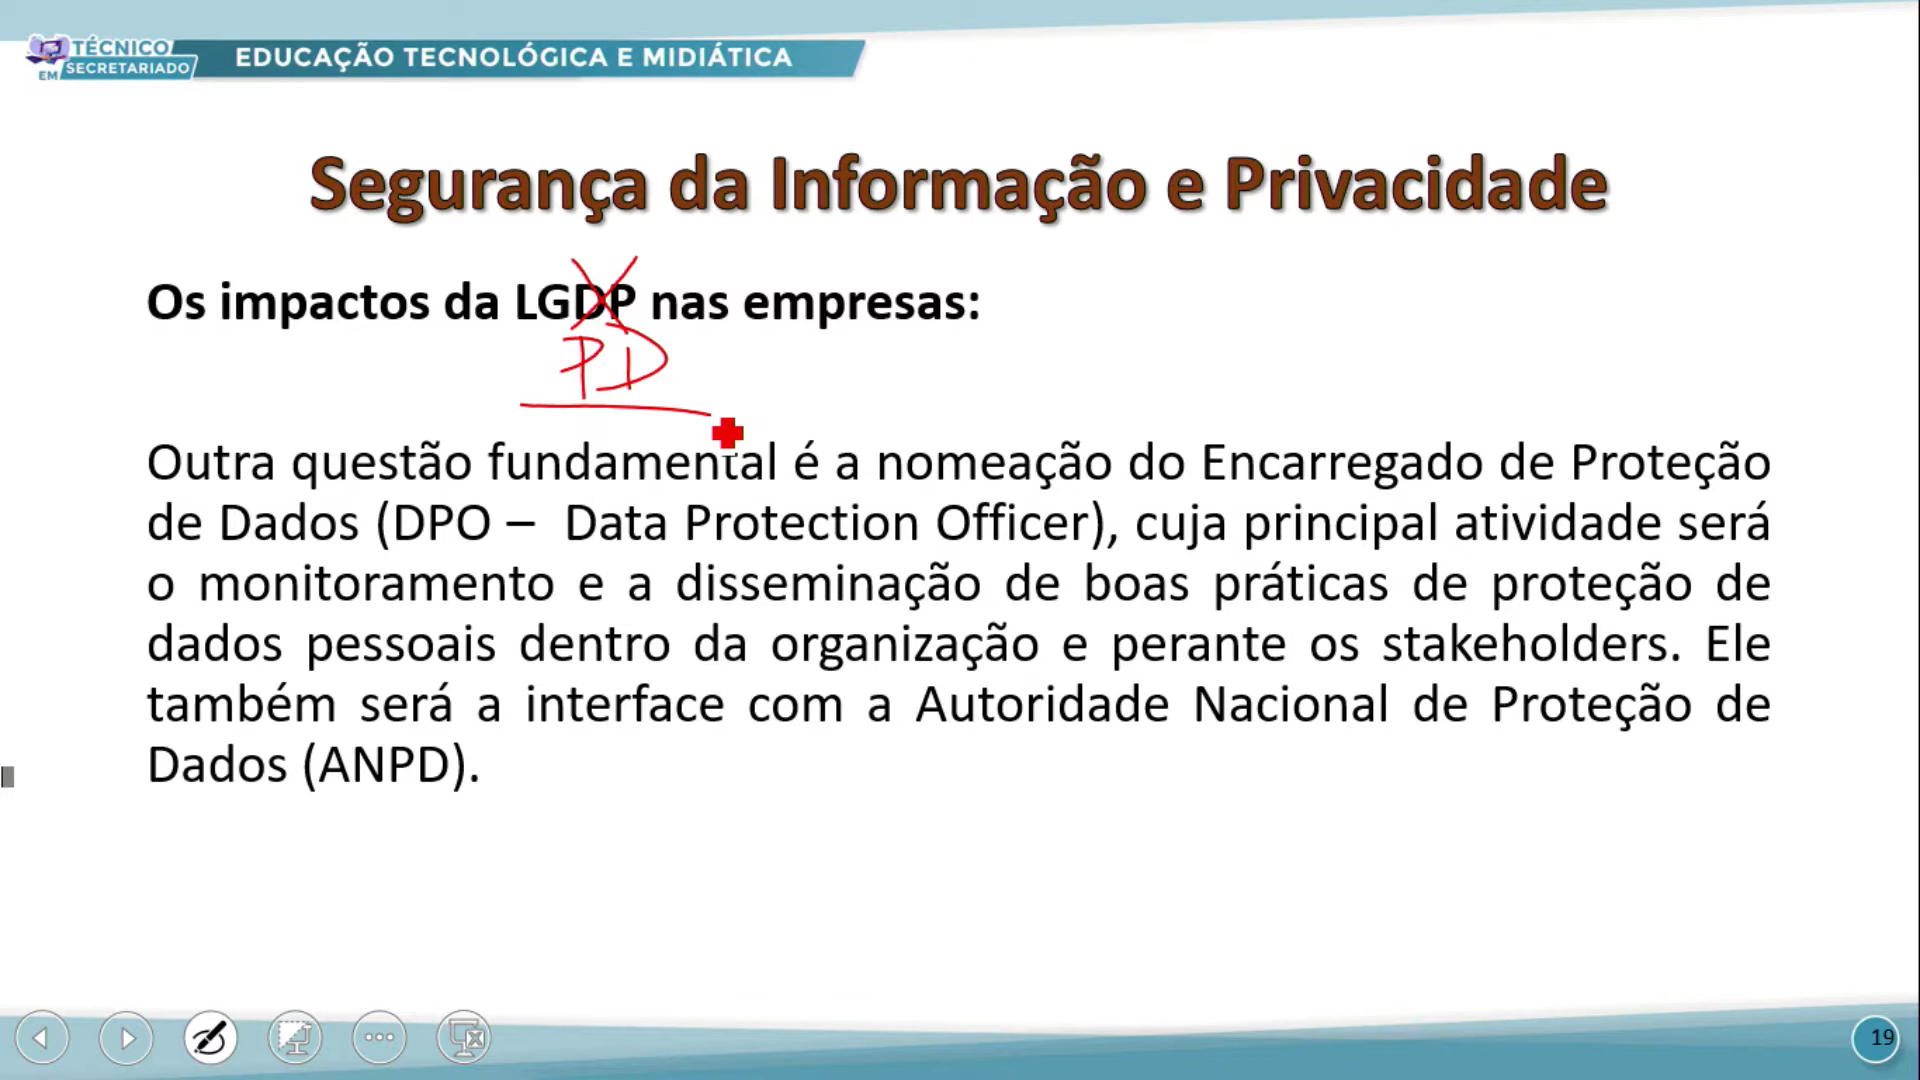 TÉCNICO
EM SECRETARIADO
EDUCAÇÃO TECNOLÓGICA E MIDIÁTICA
Segurança da Informação e Privacidade
Os impactos da LGDP nas empresas:
PD
Outra questão fundamental é a nomeação do Encarregado de Proteção
de Dados (DPO – Data Protection Officer), cuja principal atividade será
o monitoramento e a disseminação de boas práticas de proteção de
dados pessoais dentro da organização e perante os stakeholders. Ele
também será a interface com a Autoridade Nacional de Proteção de
Dados (ANPD).
19